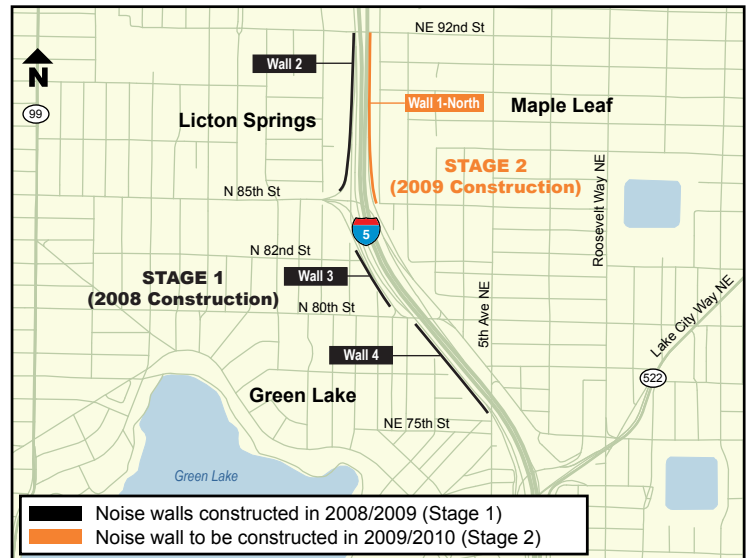 NE 92nd St
Wall 2
N
99
Wall 1-North
Maple Leaf
Licton Springs
STAGE 2
(2009 Construction)
N 85th St
Roosevelt Way NE
5
N 82nd St
STAGE 1
(2008 Construction)
Wall 3
N 80th St
5th Ave NE
Lake City Way NE
Wall 4
522
Green Lake
NE 75th St
Green Lake
Noise walls constructed in 2008/2009 (Stage 1)
Noise wall to be constructed in 2009/2010 (Stage 2)